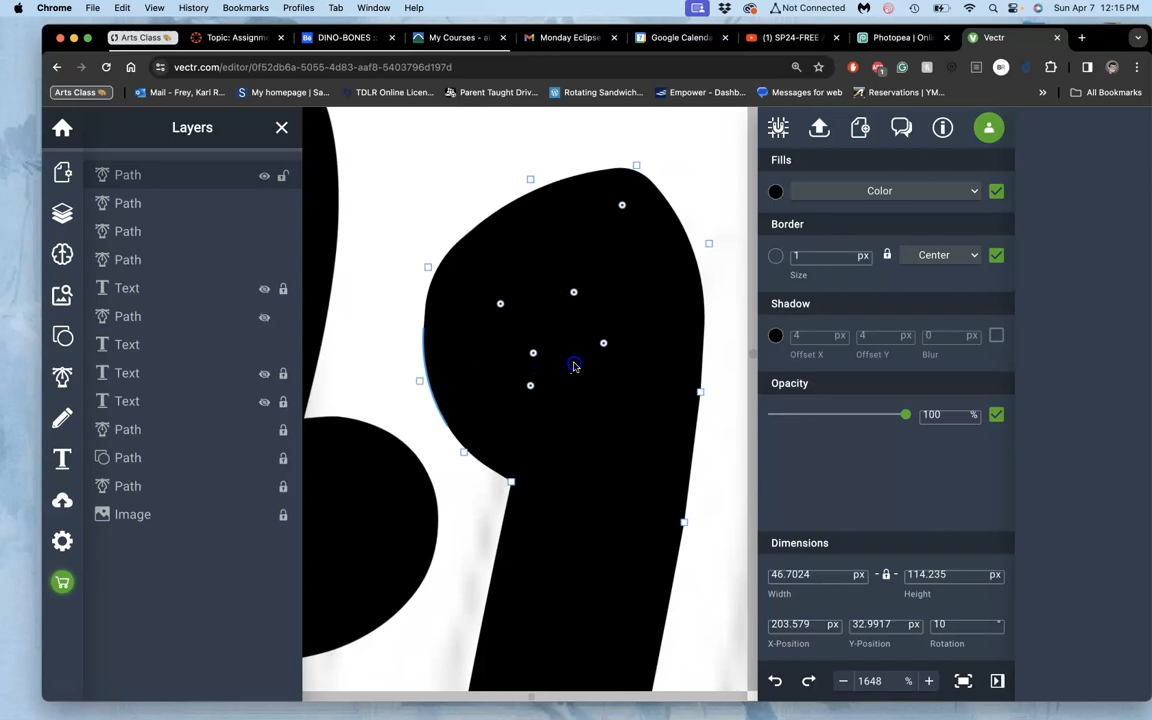 Chrome File Edit View History Bookmarks Profiles Tab Window Help Not Connected Sun Apr 7 12:15PM
Arts Class Topic: Assignm DINO-BONES : My Courses - a Gmail Monday Eclipse Google Calenda (1) SP24-FREE Photopea | Onli Vectr
vectr.com/editor/0f52db6a-5055-4d83-aaf8-5403796d197d
Arts Class Mail - Frey, Karl R... My homepage | Sa... TDLR Online Licen... Parent Taught Driv... Rotating Sandwich... Empower - Dashb... Messages for web Reservations | YM... » All Bookmarks
Layers
Path
Path
Path
Path
Text
Path
Text
Text
Text
Path
Path
Path
Image
Fills
Color
Border
1 px Center
Size
Shadow
4 px 4 px 0 px
Offset X Offset Y Blur
Opacity
100 %
Dimensions
46.7024 px 114.235 px
Width Height
203.579 px 32.9917 px 10 °
X-Position Y-Position Rotation
1648 %